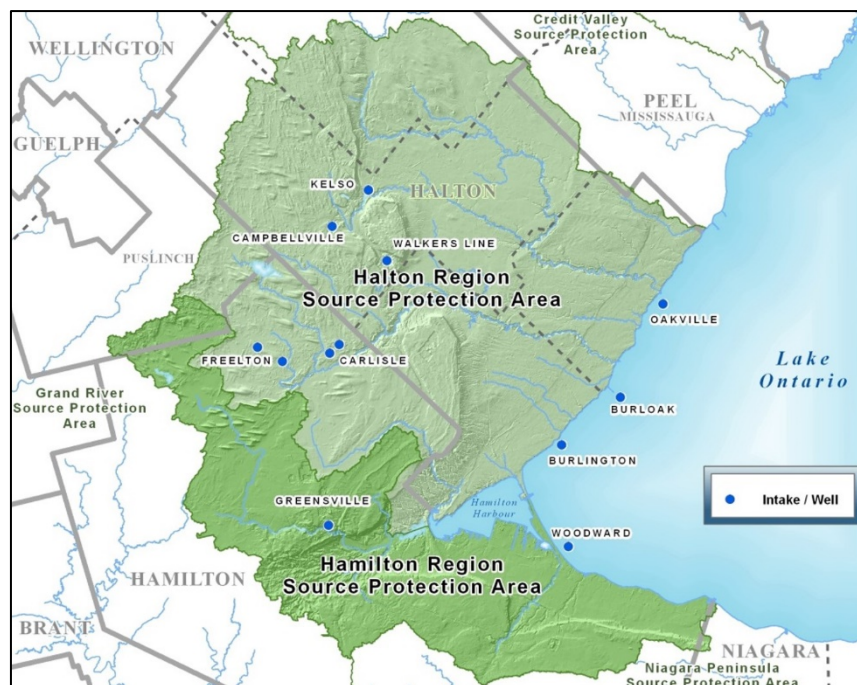 Credit Valley
Source Protection
Area
WELLINGTON
PEEL
MISSISSAUGA
GUELPH
KELSO
HALTON
CAMPBELLVILLE
WALKERS LINE
PUSLINCH
Halton Region
Source Protection Area
OAKVILLE
FREELTON
CARLISLE
Lake
Ontario
Grand River
Source Protection
Area
BURLOAK
BURLINGTON
Intake / Well
GREENSVILLE
Hamilton
Harbour
WOODWARD
Hamilton Region
Source Protection Area
HAMILTON
BRANT
NIAGARA
Niagara Peninsula
Source Protection Area